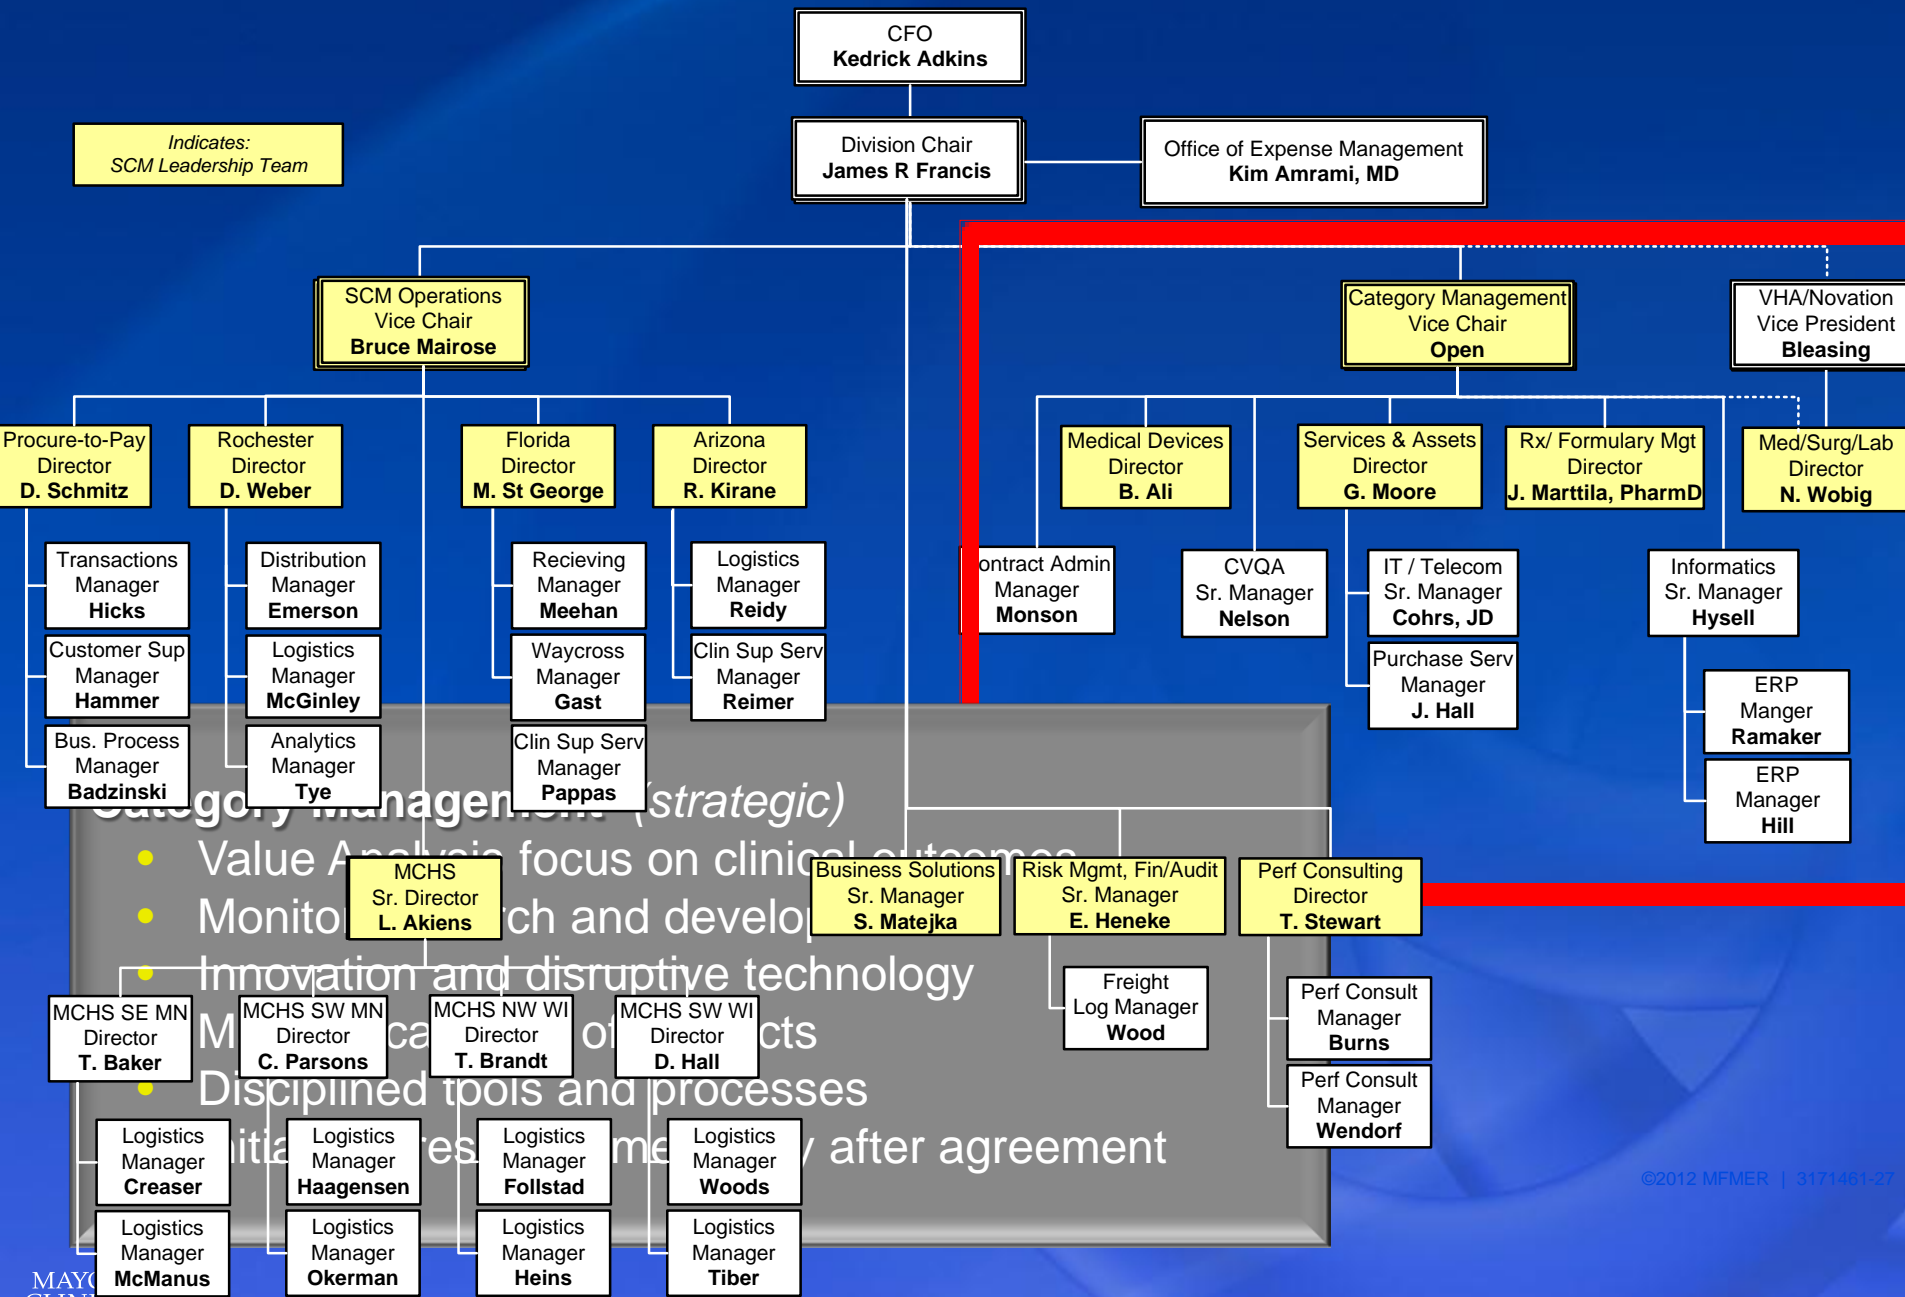 CFO
Kedrick Adkins
Indicates:
SCM Leadership Team
Division Chair
James R Francis
Office of Expense Management
Kim Amrami, MD
SCM Operations
Vice Chair
Bruce Mairose
Category Management
Vice Chair
Open
VHA/Novation
Vice President
Bleasing
Procure-to-Pay
Director
D. Schmitz
Rochester
Director
D. Weber
Florida
Director
M. St George
Arizona
Director
R. Kirane
Medical Devices
Director
B. Ali
Services & Assets
Director
G. Moore
Rx/ Formulary Mgt
Director
J. Marttila, PharmD
Med/Surg/Lab
Director
N. Wobig
Transactions
Manager
Hicks
Distribution
Manager
Emerson
Recieving
Manager
Meehan
Logistics
Manager
Reidy
ontract Admin
Manager
Monson
CVQA
Sr. Manager
Nelson
IT / Telecom
Sr. Manager
Cohrs, JD
Informatics
Sr. Manager
Hysell
Customer Sup
Manager
Hammer
Logistics
Manager
McGinley
Waycross
Manager
Gast
Clin Sup Serv
Manager
Reimer
Purchase Serv
Manager
J. Hall
ERP
Manger
Ramaker
Bus. Process
Manager
Badzinski
Analytics
Manager
Tye
Clin Sup Serv
Manager
Pappas
ERP
Manager
Hill
Category Management (strategic)
• Value Analysis focus on clinical outcomes
• Monitor rch and develop
• Innovation and disruptive technology
of cts
• Disciplined tools and processes
after agreement
MCHS
Sr. Director
L. Akiens
Business Solutions
Sr. Manager
S. Matejka
Risk Mgmt, Fin/Audit
Sr. Manager
E. Heneke
Perf Consulting
Director
T. Stewart
MCHS SE MN
Director
T. Baker
MCHS SW MN
Director
C. Parsons
MCHS NW WI
Director
T. Brandt
MCHS SW WI
Director
D. Hall
Freight
Log Manager
Wood
Perf Consult
Manager
Burns
Perf Consult
Manager
Wendorf
Logistics
Manager
Creaser
Logistics
Manager
Haagensen
Logistics
Manager
Follstad
Logistics
Manager
Woods
Logistics
Manager
McManus
Logistics
Manager
Okerman
Logistics
Manager
Heins
Logistics
Manager
Tiber
©2012 MFMER | 3171461-27